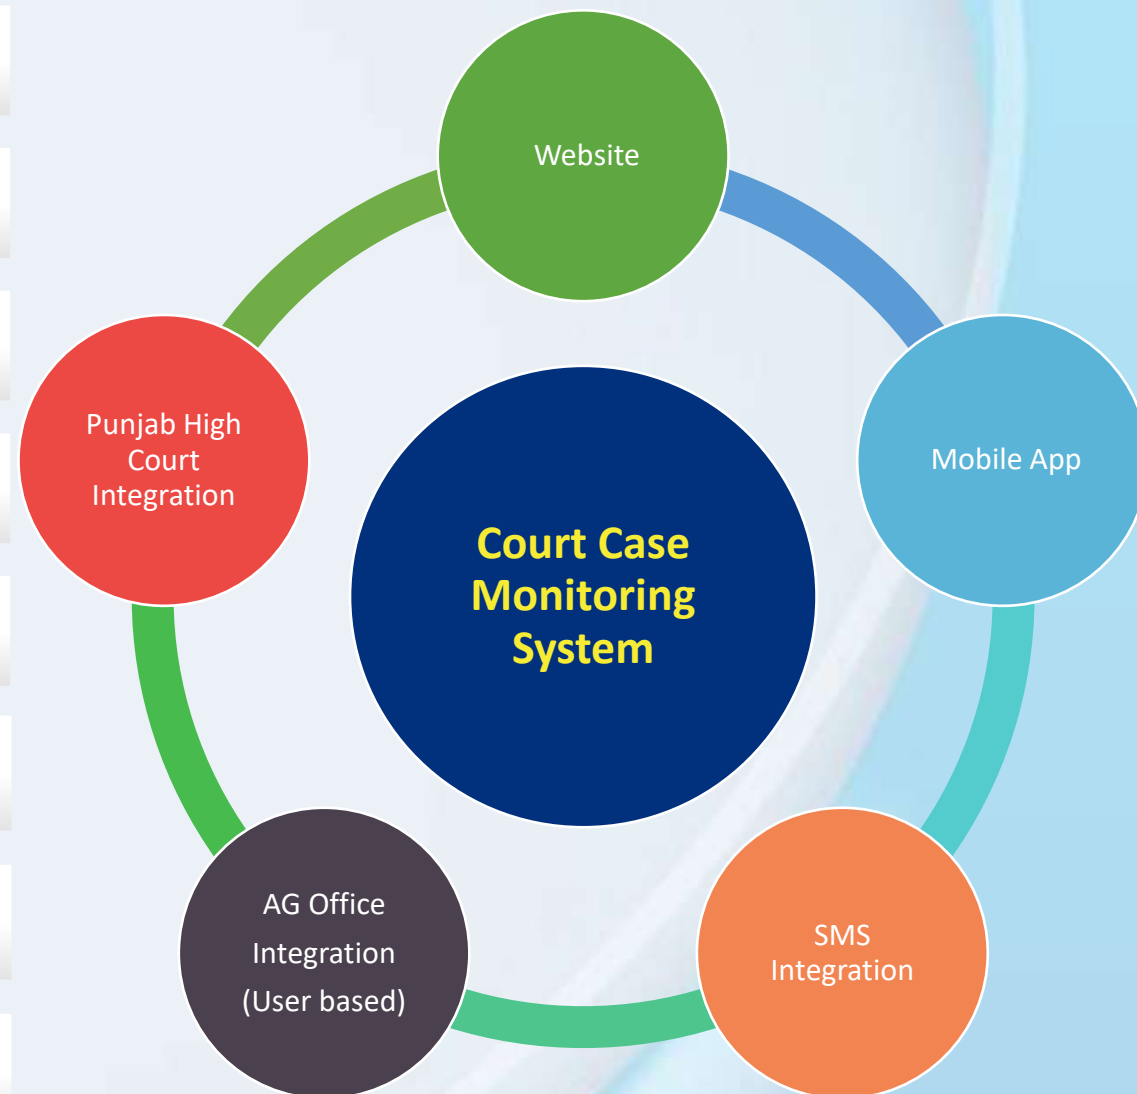 Website
Punjab High
Court
Integration
Mobile App
Court Case
Monitoring
System
AG Office
Integration
(User based)
SMS
Integration